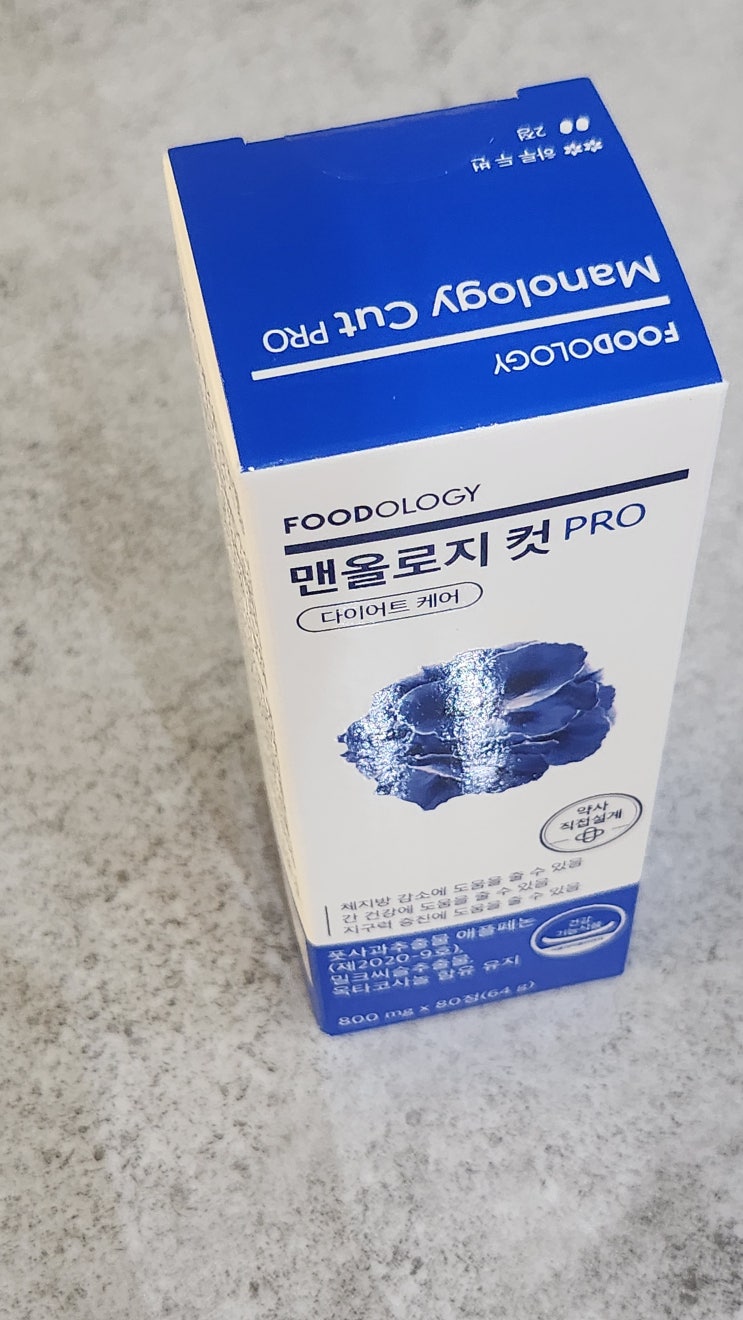 ✲✲ 하루 두 번
2정
Manology Cut PRO
FOODOLOGY
FOODOLOGY
맨올로지 컷 PRO
다이어트 케어
약사
직접설계
체지방 감소에 도움을 줄 수 있음
간 건강에 도움을 줄 수 있음
지구력 증진에 도움을 줄 수 있음
풋사과추출물 애플페논
(제2020-9호),
밀크씨슬추출물,
옥타코사놀 함유 유지
건강
기능식품
800 mg x 80정(64 g)